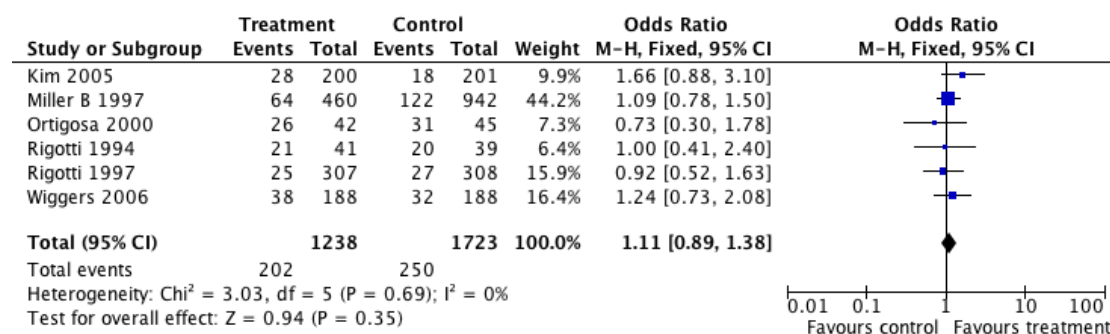 Treatment Control Odds Ratio Odds Ratio
Study or Subgroup Events Total Events Total Weight M-H, Fixed, 95% CI M-H, Fixed, 95% CI
Kim 2005 28 200 18 201 9.9% 1.66 [0.88, 3.10]
Miller B 1997 64 460 122 942 44.2% 1.09 [0.78, 1.50]
Ortigosa 2000 26 42 31 45 7.3% 0.73 [0.30, 1.78]
Rigotti 1994 21 41 20 39 6.4% 1.00 [0.41, 2.40]
Rigotti 1997 25 307 27 308 15.9% 0.92 [0.52, 1.63]
Wiggers 2006 38 188 32 188 16.4% 1.24 [0.73, 2.08]
Total (95% CI) 1238 1723 100.0% 1.11 [0.89, 1.38]
Total events 202 250
Heterogeneity: Chi² = 3.03, df = 5 (P = 0.69); I² = 0%
Test for overall effect: Z = 0.94 (P = 0.35)
0.01 0.1 1 10 100
Favours control Favours treatment